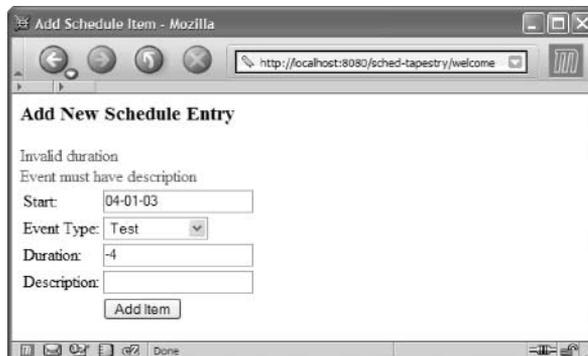 Add Schedule Item - Mozilla
http://localhost:8080/sched-tapestry/welcome
Add New Schedule Entry
Invalid duration
Event must have description
Start: 04-01-03
Event Type: Test
Duration: -4
Description:
Add Item
Done